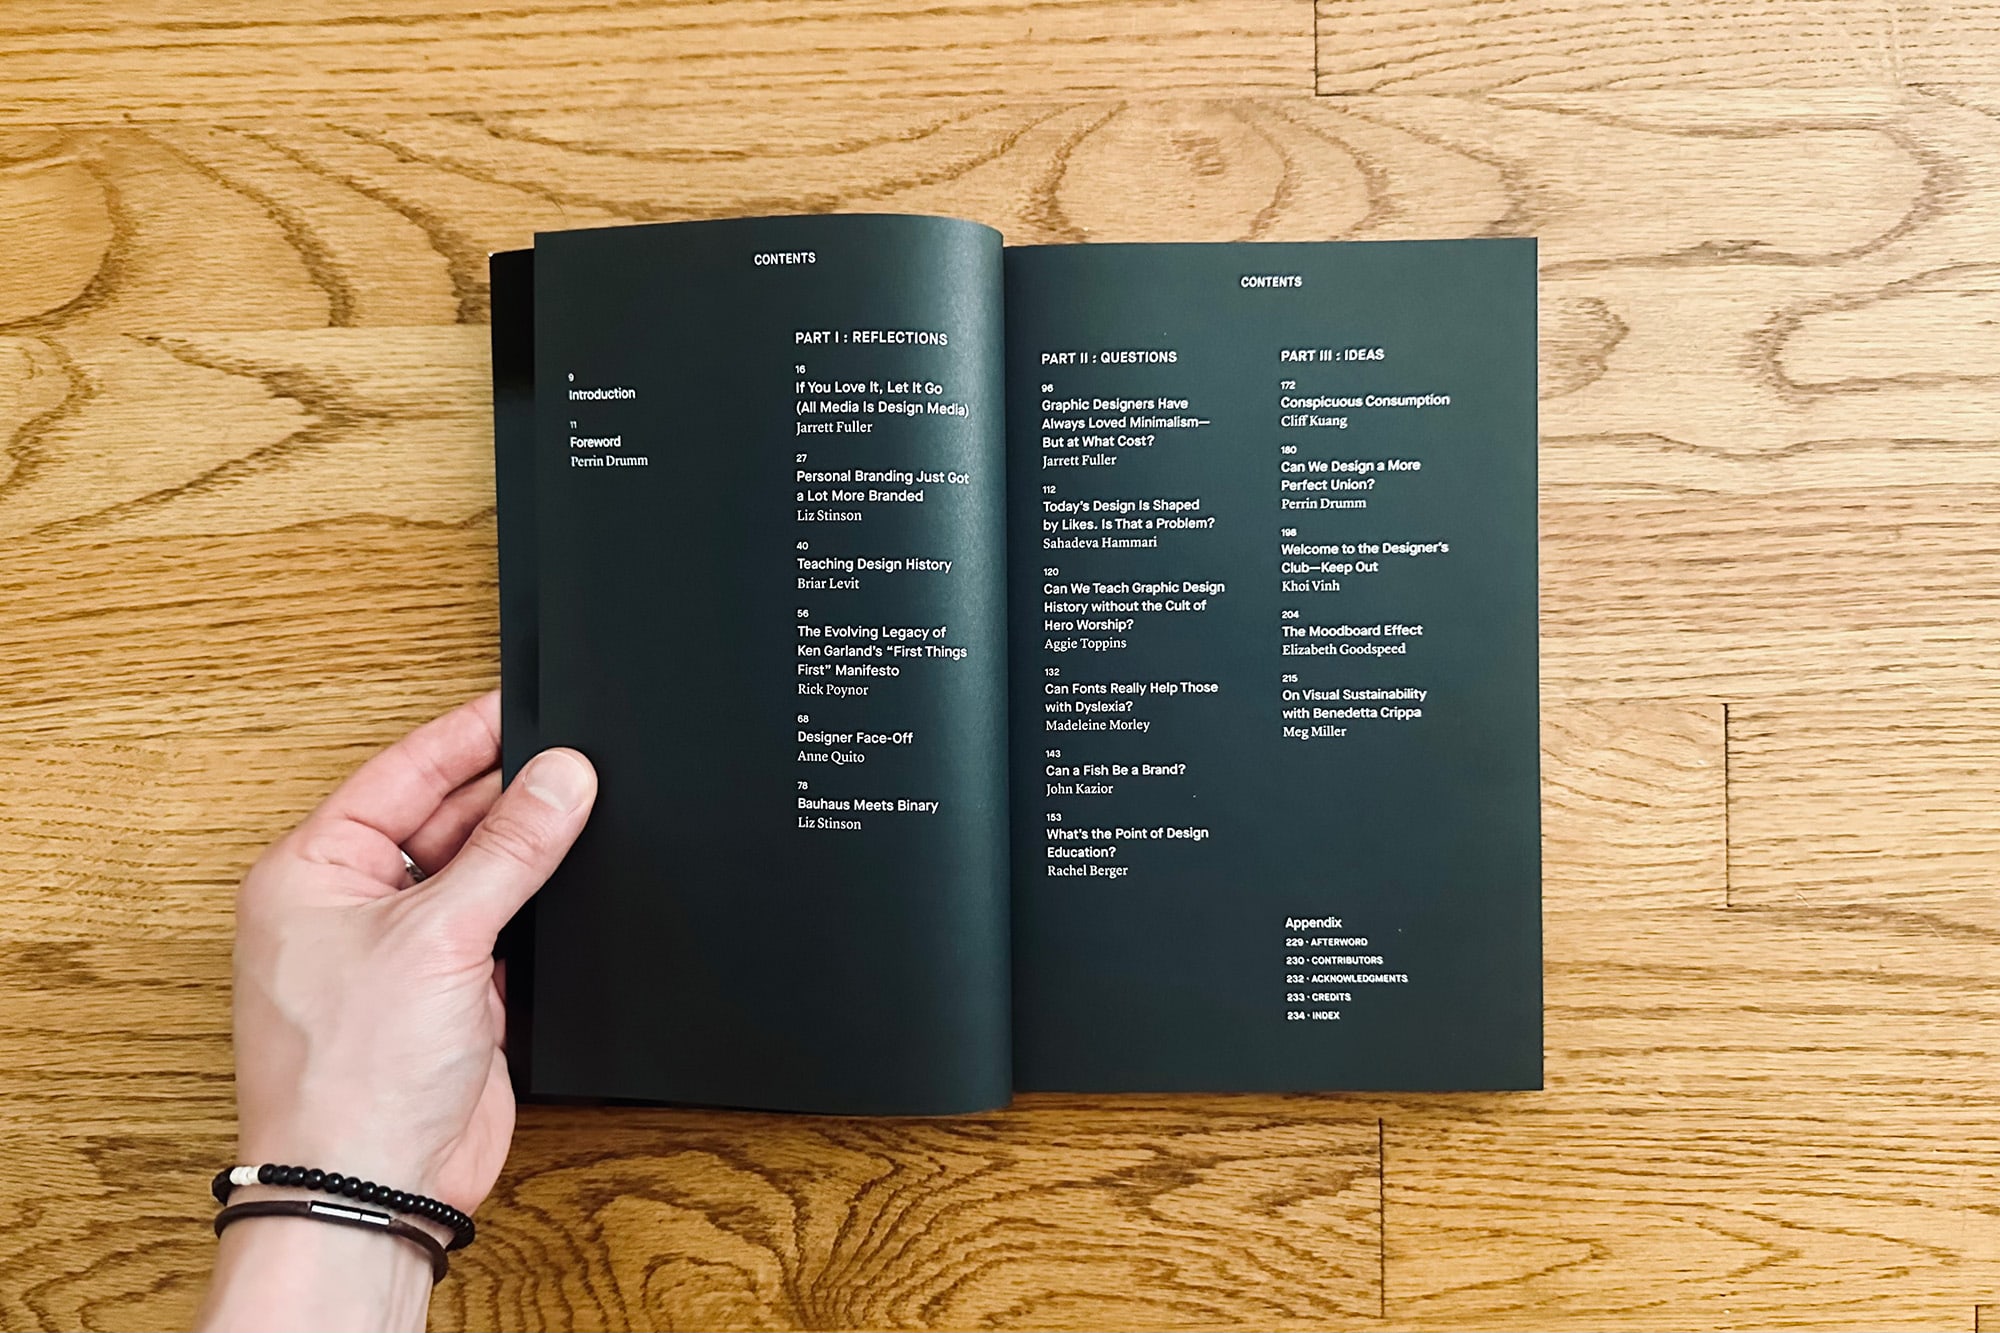 CONTENTS
9
Introduction
11
Foreword
Perrin Drumm
PART I : REFLECTIONS
16
If You Love It, Let It Go
(All Media Is Design Media)
Jarrett Fuller
27
Personal Branding Just Got
a Lot More Branded
Liz Stinson
40
Teaching Design History
Briar Levit
56
The Evolving Legacy of
Ken Garland's “First Things
First” Manifesto
Rick Poynor
68
Designer Face-Off
Anne Quito
78
Bauhaus Meets Binary
Liz Stinson
CONTENTS
PART II : QUESTIONS
96
Graphic Designers Have
Always Loved Minimalism—
But at What Cost?
Jarrett Fuller
112
Today's Design Is Shaped
by Likes. Is That a Problem?
Sahadeva Hammari
120
Can We Teach Graphic Design
History without the Cult of
Hero Worship?
Aggie Toppins
132
Can Fonts Really Help Those
with Dyslexia?
Madeleine Morley
143
Can a Fish Be a Brand?
John Kazior
153
What's the Point of Design
Education?
Rachel Berger
PART III : IDEAS
172
Conspicuous Consumption
Cliff Kuang
180
Can We Design a More
Perfect Union?
Perrin Drumm
198
Welcome to the Designer's
Club—Keep Out
Khoi Vinh
204
The Moodboard Effect
Elizabeth Goodspeed
215
On Visual Sustainability
with Benedetta Crippa
Meg Miller
Appendix
229 · AFTERWORD
230 · CONTRIBUTORS
232 · ACKNOWLEDGMENTS
233 · CREDITS
234 · INDEX